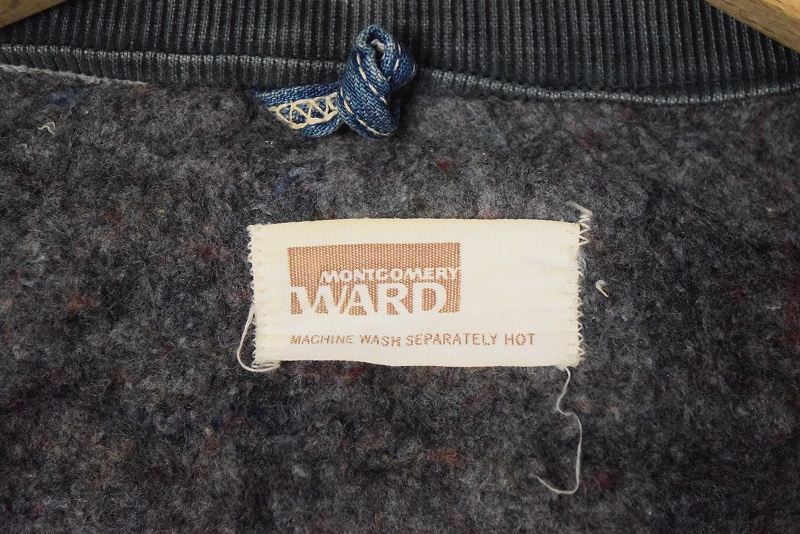 MONTGOMERY
WARD
MACHINE WASH SEPARATELY HOT